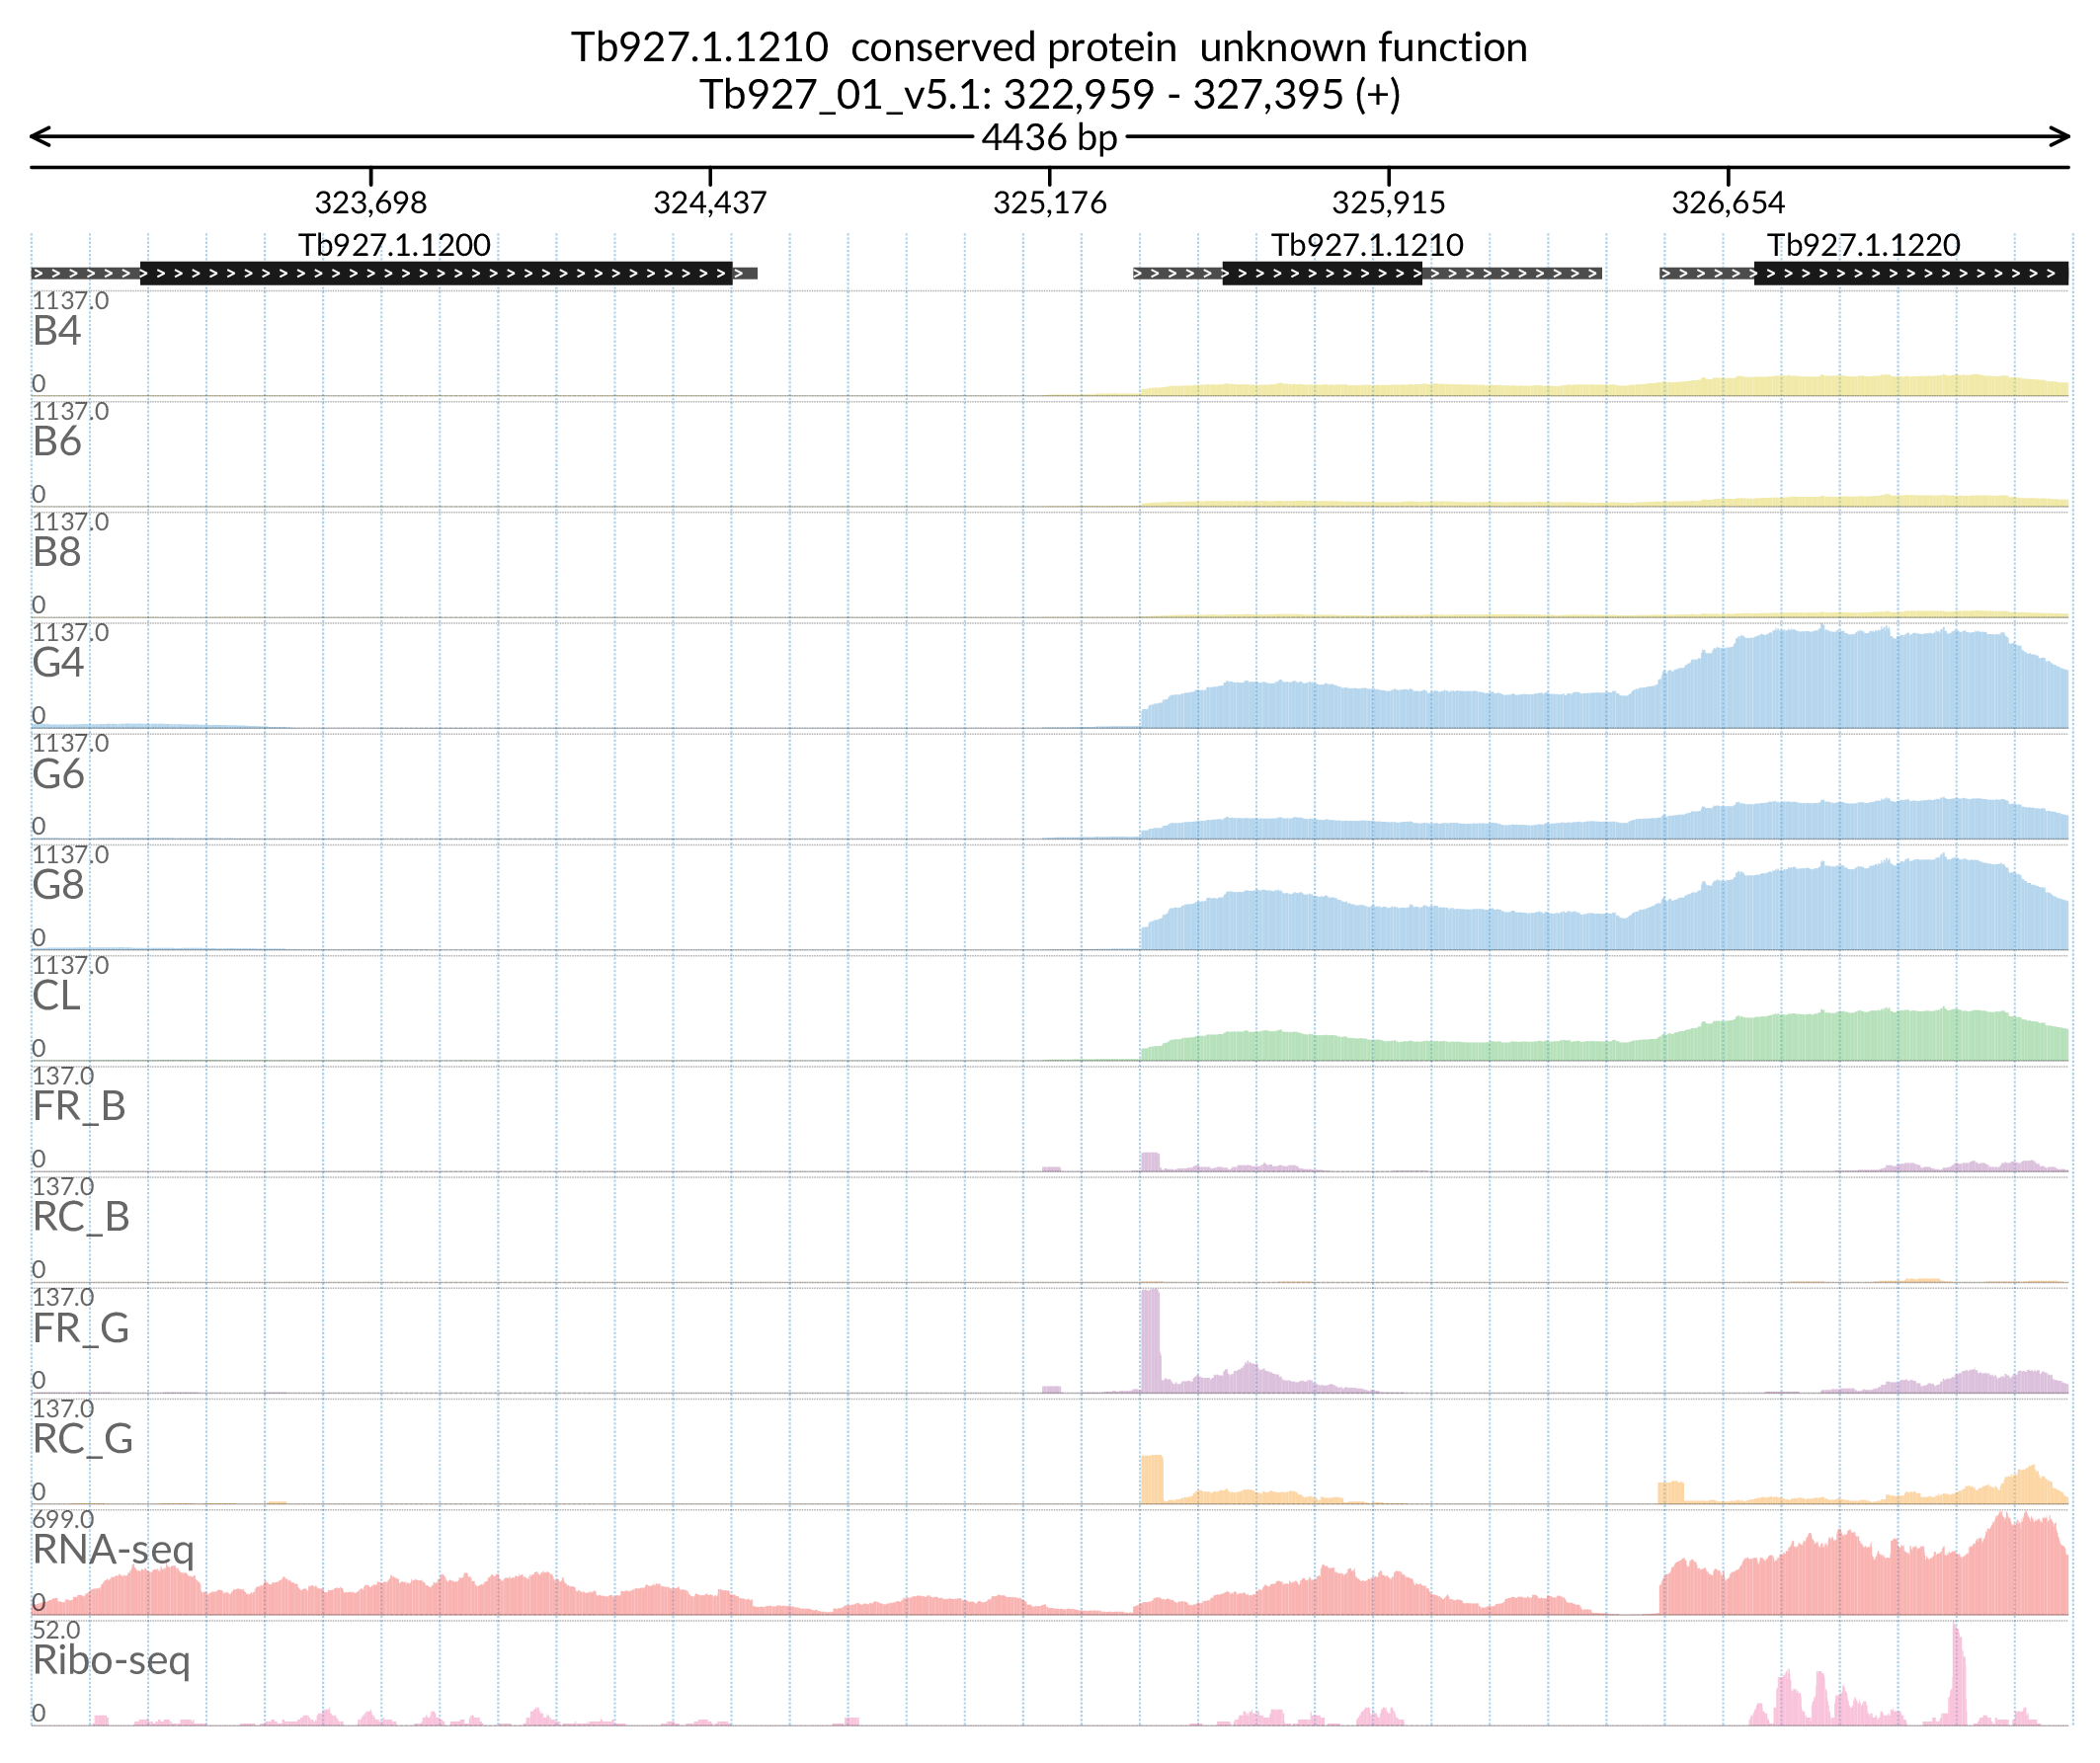 Tb927.1.1210  conserved protein  unknown function
Tb927_01_v5.1: 322,959 - 327,395 (+)
4436 bp
323,698 324,437 325,176 325,915 326,654
Tb927.1.1200 Tb927.1.1210 Tb927.1.1220
1137.0
B4
0
1137.0
B6
0
1137.0
B8
0
1137.0
G4
0
1137.0
G6
0
1137.0
G8
0
1137.0
CL
0
137.0
FR_B
0
137.0
RC_B
0
137.0
FR_G
0
137.0
RC_G
0
699.0
RNA-seq
0
52.0
Ribo-seq
0